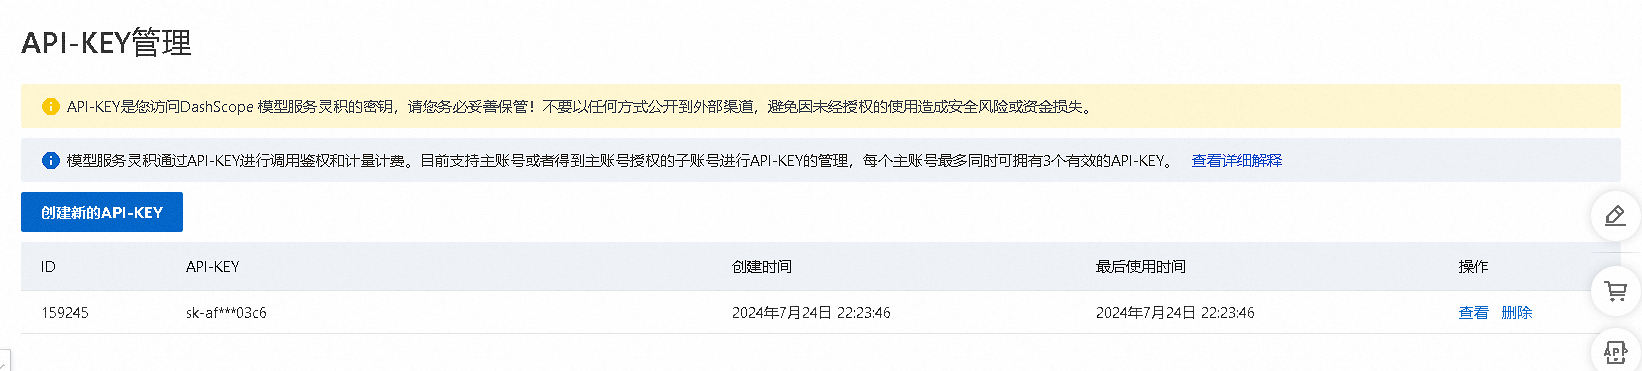 API-KEY管理
API-KEY是您访问DashScope 模型服务灵积的密钥，请您务必妥善保管！不要以任何方式公开到外部渠道，避免因未经授权的使用造成安全风险或资金损失。
模型服务灵积通过API-KEY进行调用鉴权和计量计费。目前支持主账号或者得到主账号授权的子账号进行API-KEY的管理，每个主账号最多同时可拥有3个有效的API-KEY。 查看详细解释
创建新的API-KEY
ID API-KEY 创建时间 最后使用时间 操作
159245 sk-af***03c6 2024年7月24日 22:23:46 2024年7月24日 22:23:46 查看 删除
API